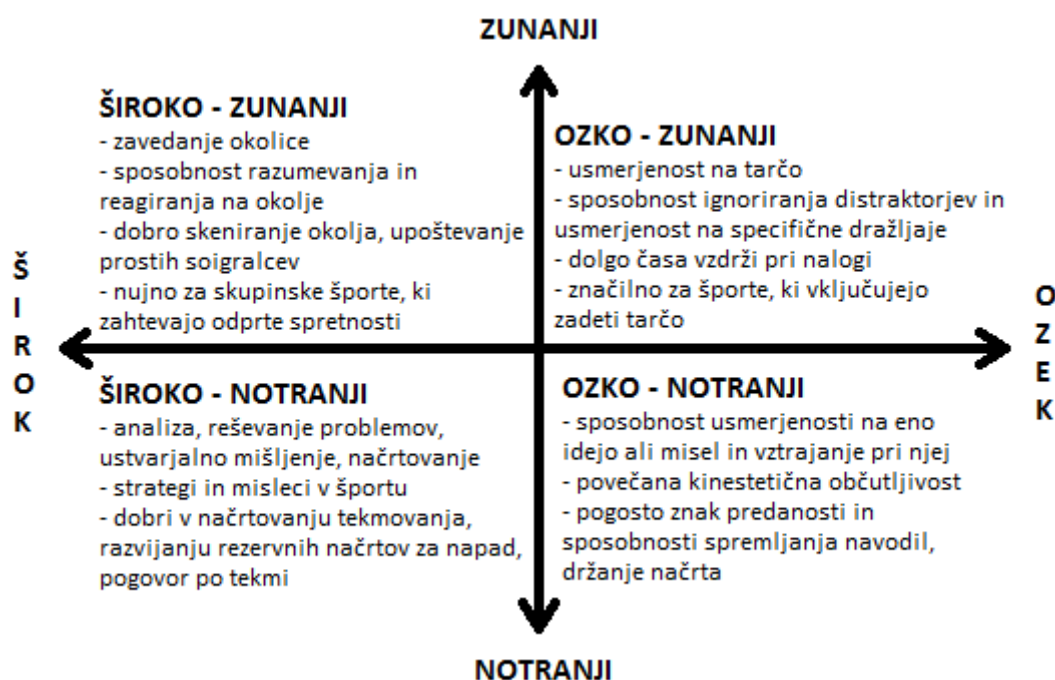 ZUNANJI
ŠIROKO - ZUNANJI
- zavedanje okolice
- sposobnost razumevanja in
reagiranja na okolje
- dobro skeniranje okolja, upoštevanje
prostih soigralcev
- nujno za skupinske športe, ki
zahtevajo odprte spretnosti
OZKO - ZUNANJI
- usmerjenost na tarčo
- sposobnost ignoriranja distraktorjev in
usmerjenost na specifične dražljaje
- dolgo časa vzdrži pri nalogi
- značilno za športe, ki vključujejo
zadeti tarčo
Š
I
R
O
K
O
Z
E
K
ŠIROKO - NOTRANJI
- analiza, reševanje problemov,
ustvarjalno mišljenje, načrtovanje
- strategi in misleci v športu
- dobri v načrtovanju tekmovanja,
razvijanju rezervnih načrtov za napad,
pogovor po tekmi
OZKO - NOTRANJI
- sposobnost usmerjenosti na eno
idejo ali misel in vztrajanje pri njej
- povečana kinestetična občutljivost
- pogosto znak predanosti in
sposobnosti spremljanja navodil,
držanje načrta
NOTRANJI